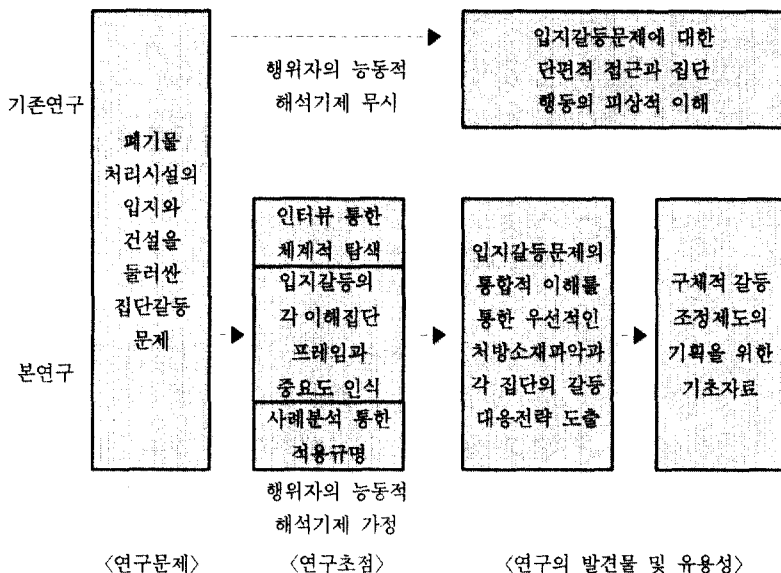 기존연구
본연구
폐기물
처리시설의
입지와
건설을
둘러싼
집단갈등
문제
행위자의 능동적
해석기제 무시
입지갈등문제에 대한
단편적 접근과 집단
행동의 피상적 이해
인터뷰 통한
체계적 탐색
입지갈등의
각 이해집단
프레임과
중요도 인식
사례분석 통한
적용규명
행위자의 능동적
해석기제 가정
입지갈등문제의
통합적 이해를
통한 우선적인
처방소재파악과
각 집단의 갈등
대응전략 도출
구체적 갈등
조정제도의
기획을 위한
기초자료
〈연구문제〉
〈연구초점〉
〈연구의 발견물 및 유용성〉